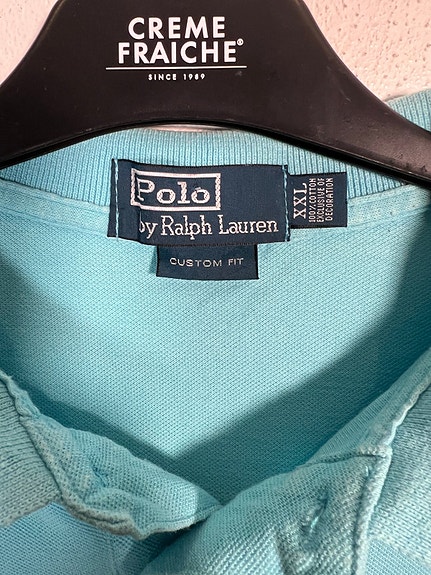 CREME
FRAICHE®
SINCE 1989
Polo
by Ralph Lauren
CUSTOM FIT
XXL
100% COTTON
EXCLUSIVE OF
DECORATION